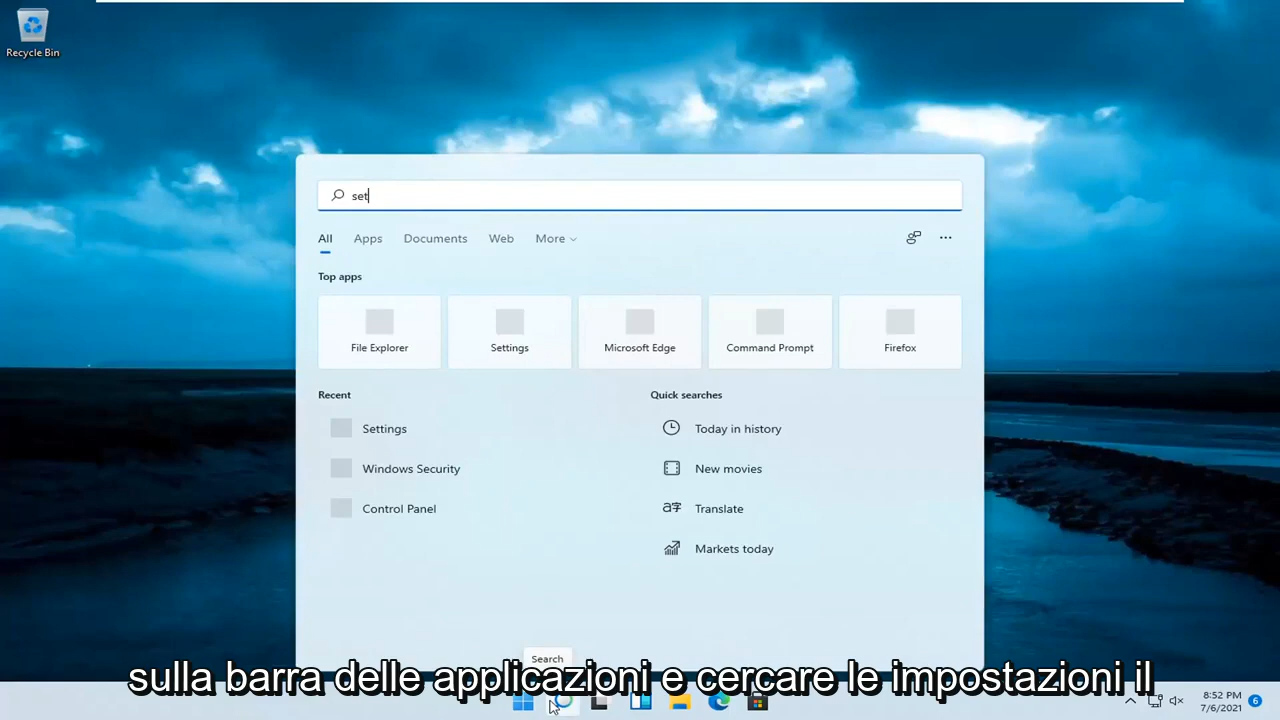 Recycle Bin
set
All Apps Documents Web More
Top apps
File Explorer Settings Microsoft Edge Command Prompt Firefox
Recent
Settings
Windows Security
Control Panel
Quick searches
Today in history
New movies
Translate
Markets today
Search
sulla barra delle applicazioni e cercare le impostazioni il
8:52 PM
7/6/2021
6